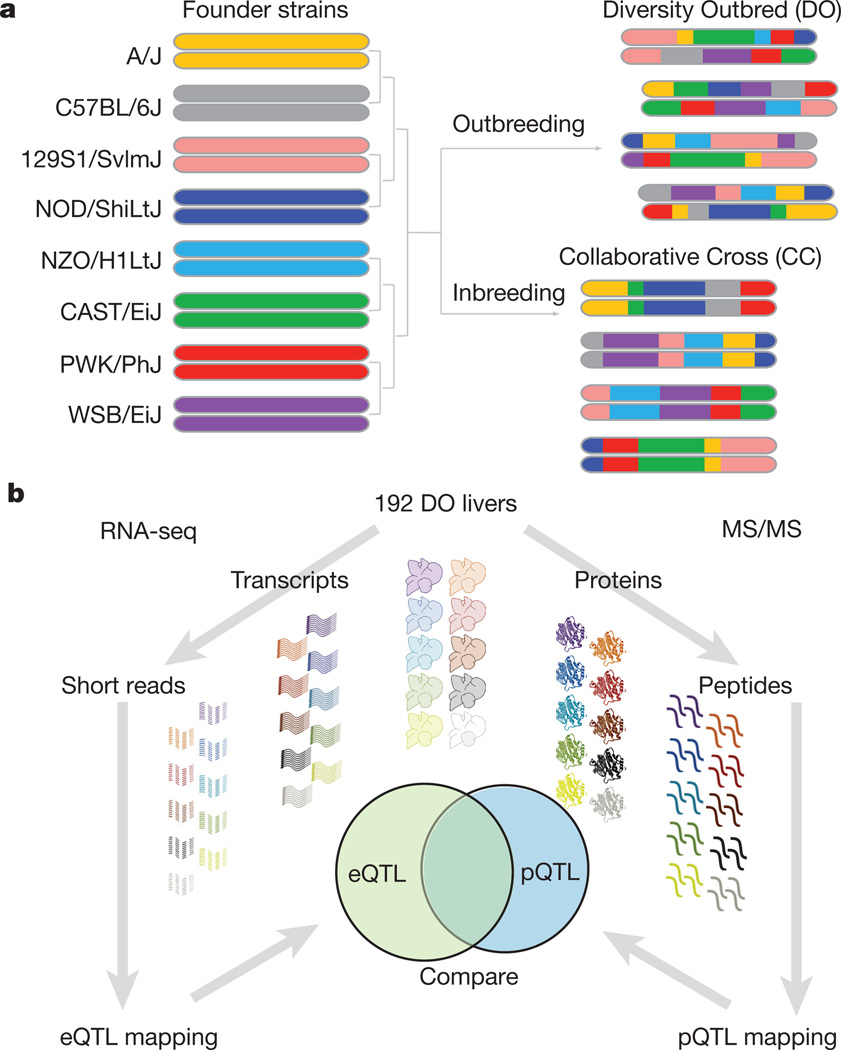 a
Founder strains
A/J
C57BL/6J
129S1/SvlmJ
NOD/ShiLtJ
NZO/H1LtJ
CAST/EiJ
PWK/PhJ
WSB/EiJ
Outbreeding
Inbreeding
Diversity Outbred (DO)
Collaborative Cross (CC)
b
192 DO livers
RNA-seq
MS/MS
Transcripts
Proteins
Short reads
Peptides
eQTL
pQTL
Compare
eQTL mapping
pQTL mapping